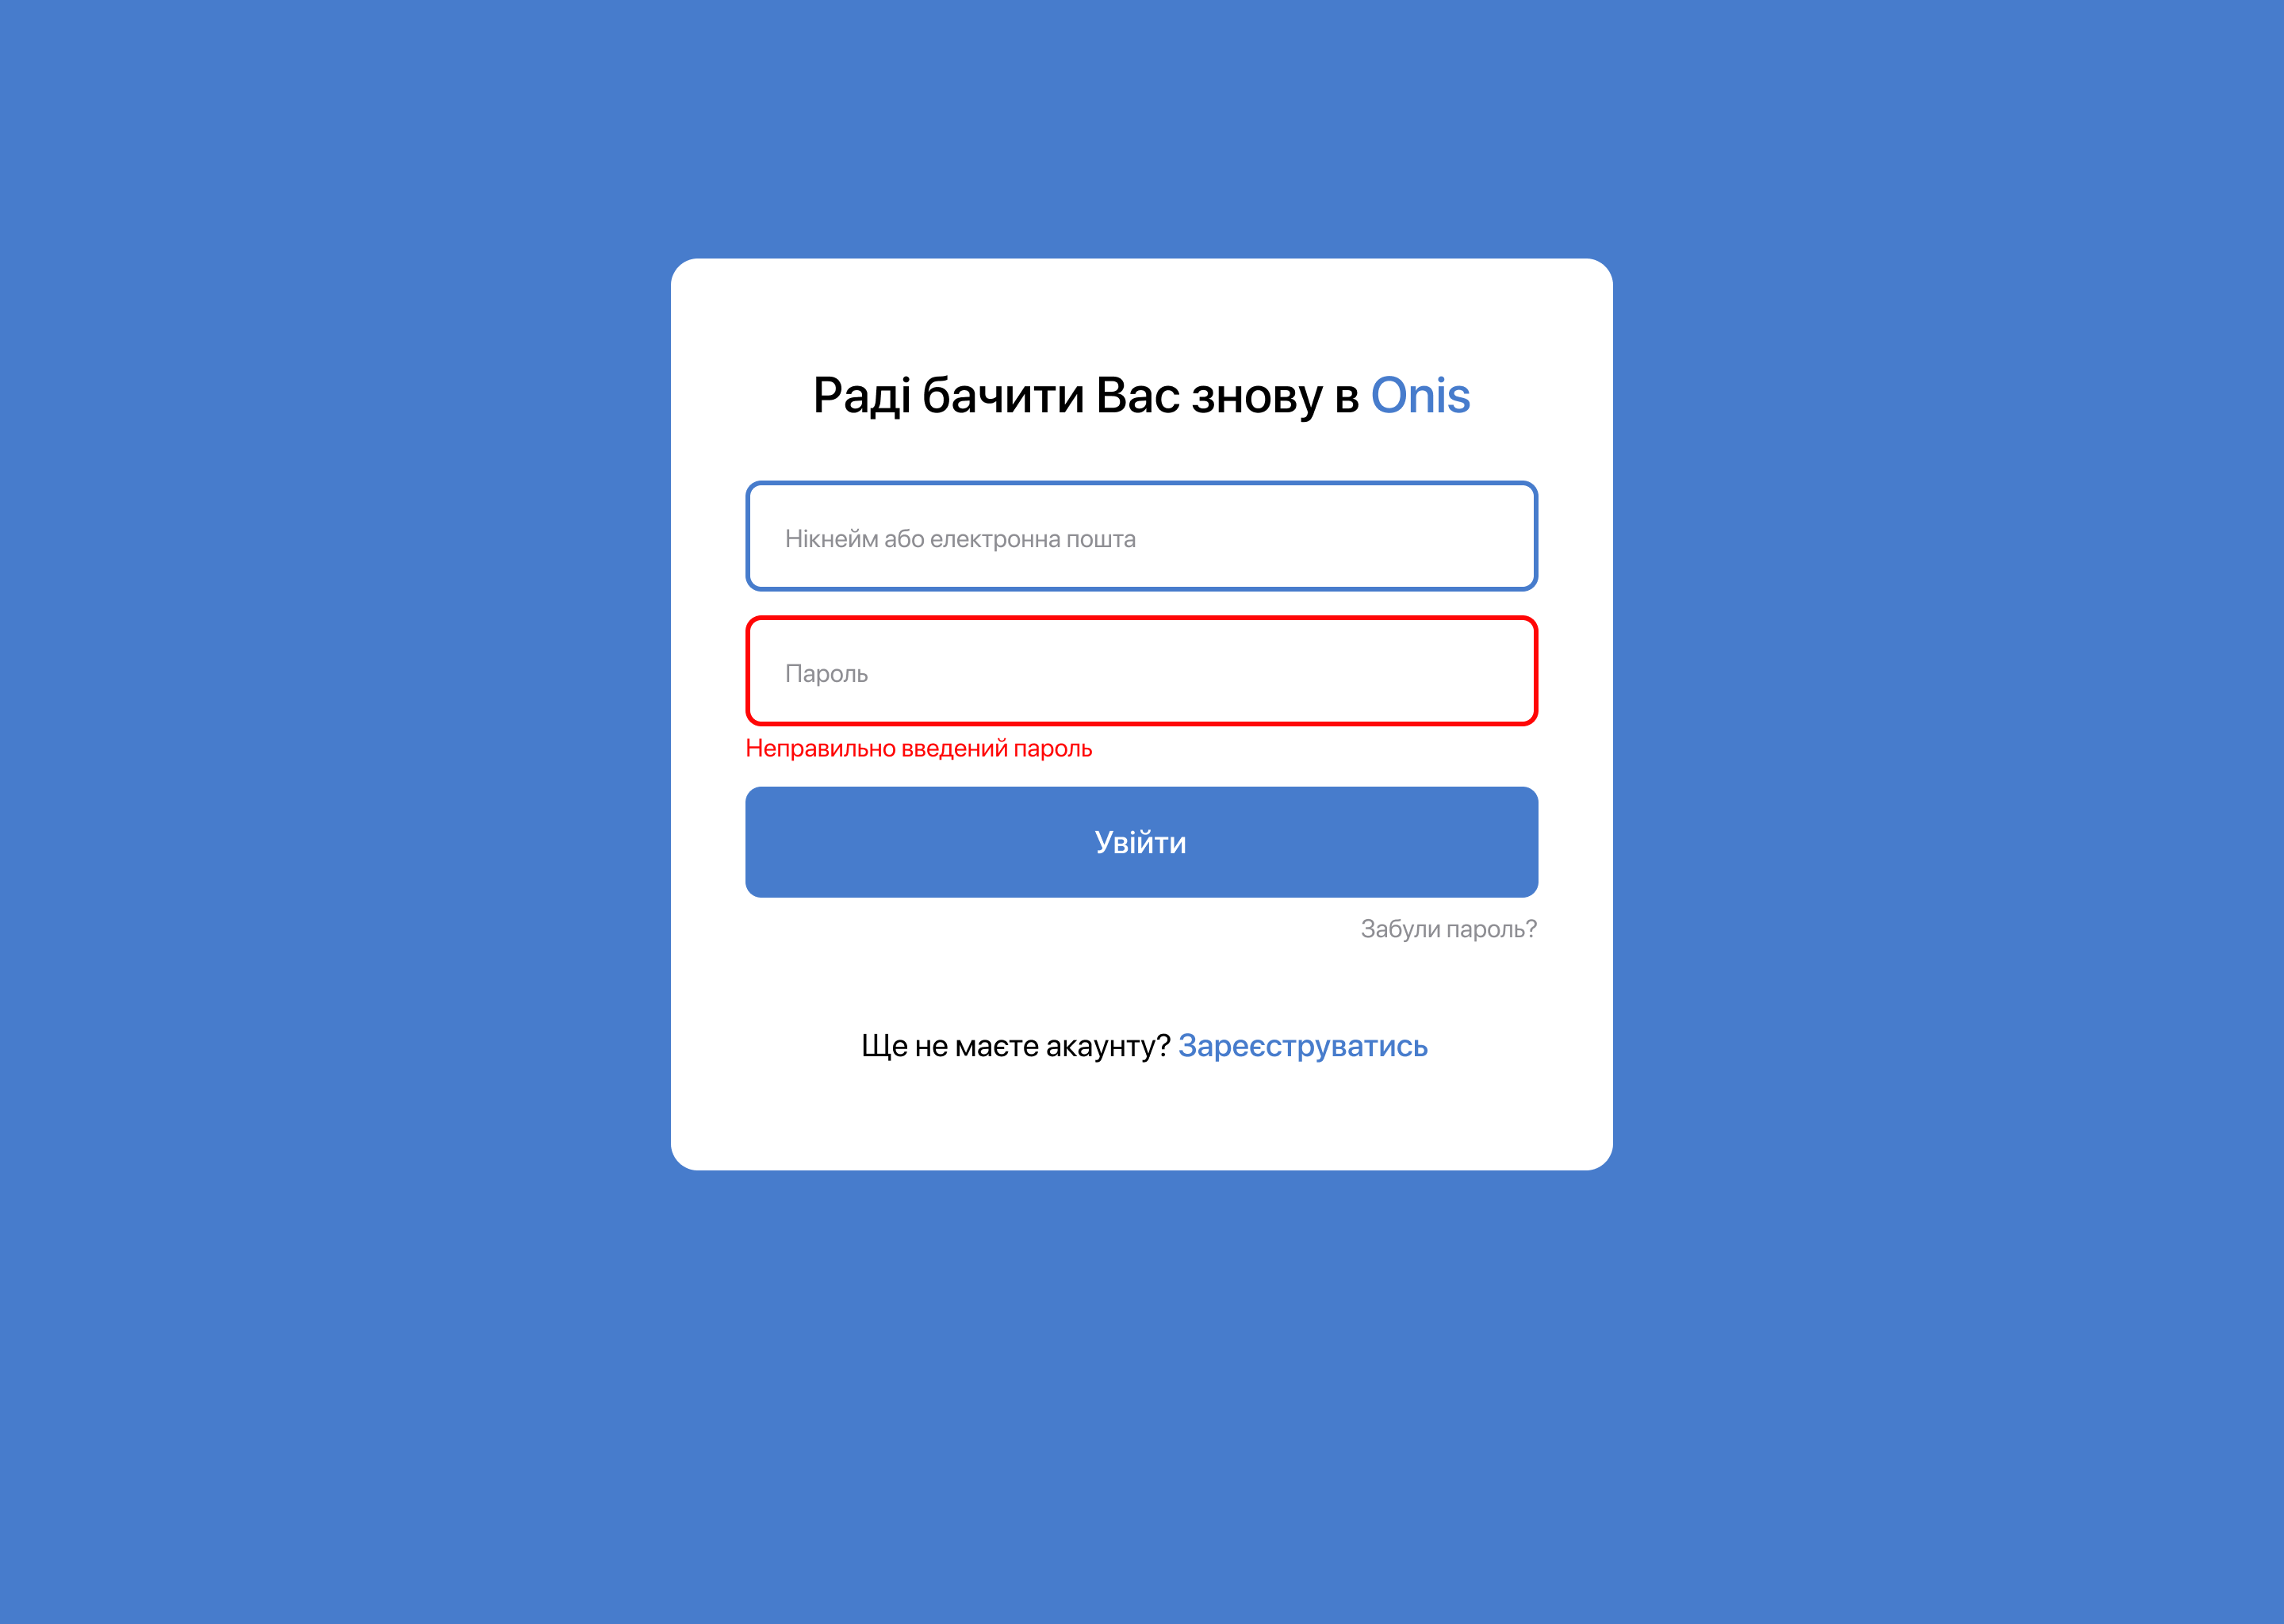 Раді бачити Вас знову в Onis
Нікнейм або електронна пошта
Пароль
Неправильно введений пароль
Увійти
Забули пароль?
Ще не маєте акаунту? Зареєструватись